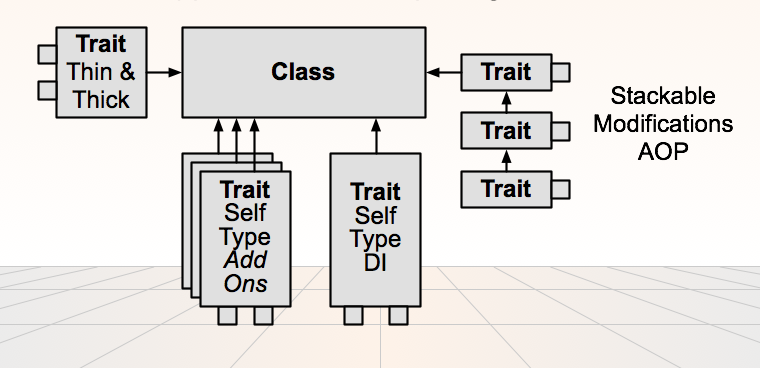 Trait
Thin &
Thick
Class
Trait
Trait
Trait
Stackable
Modifications
AOP
Trait
Self
Type
Add
Ons
Trait
Self
Type
DI